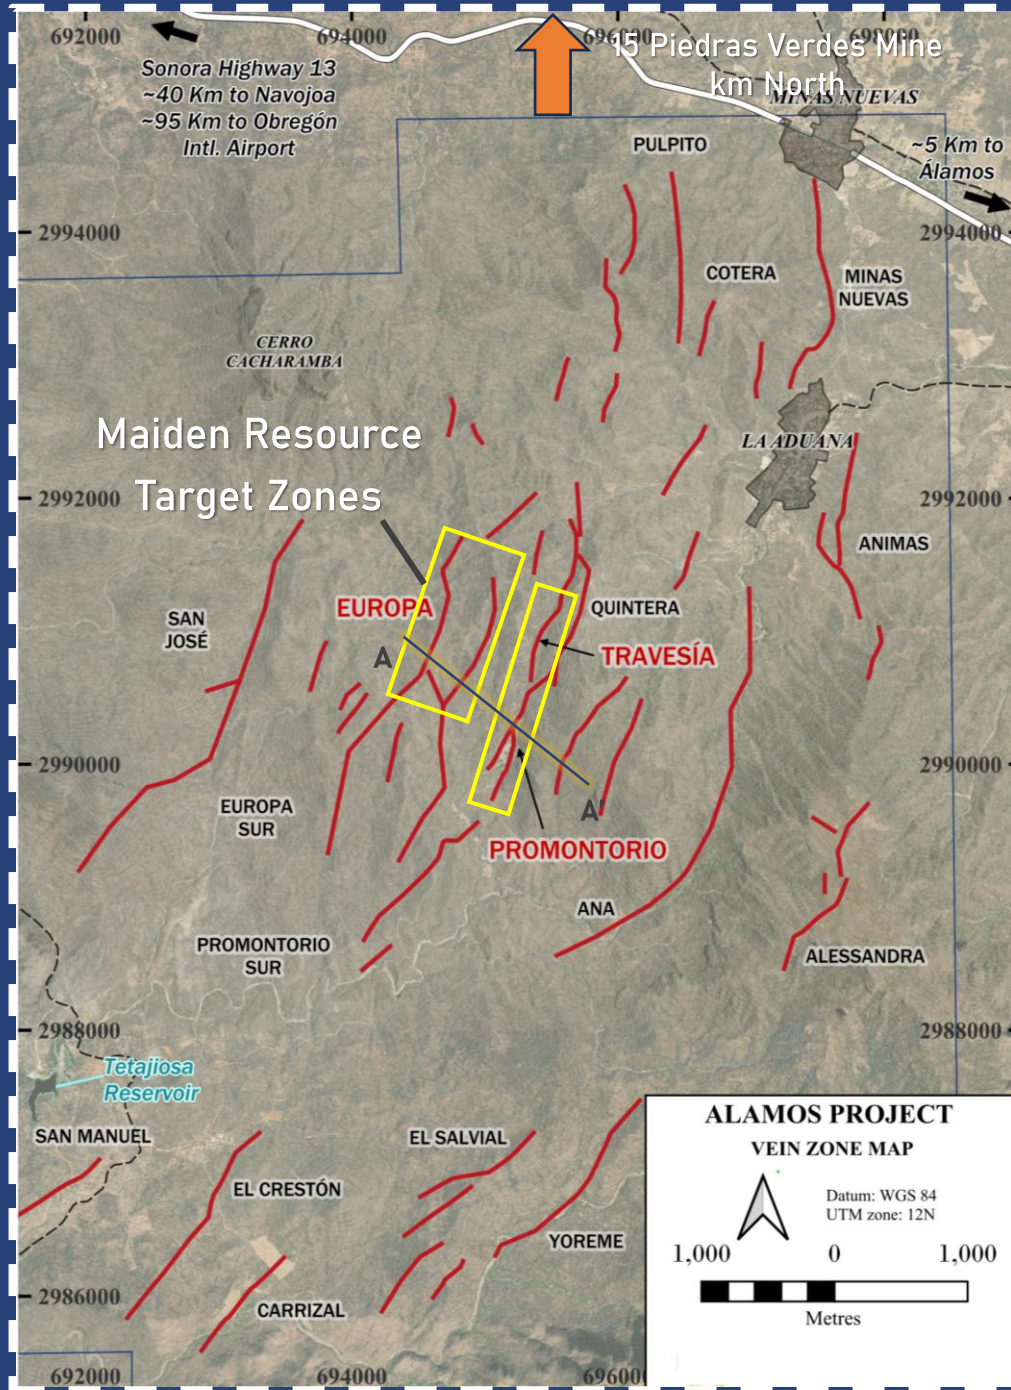 692000
694000
696000
698000
15 Piedras Verdes Mine
km North
Sonora Highway 13
~40 Km to Navojoa
~95 Km to Obregón
Intl. Airport
MINAS NUEVAS
PULPITO
~5 Km to
Álamos
2994000
2994000
COTERA
MINAS
NUEVAS
CERRO
CACHARAMBA
Maiden Resource
Target Zones
LA ADUANA
2992000
2992000
ANIMAS
EUROPA
QUINTERA
SAN
JOSÉ
A
TRAVESÍA
2990000
2990000
EUROPA
SUR
A'
PROMONTORIO
ANA
PROMONTORIO
SUR
ALESSANDRA
2988000
2988000
Tetajiosa
Reservoir
SAN MANUEL
EL SALVIAL
EL CRESTÓN
YOREME
2986000
CARRIZAL
692000
694000
69600
ALAMOS PROJECT
VEIN ZONE MAP
Datum: WGS 84
UTM zone: 12N
1,000
0
1,000
Metres